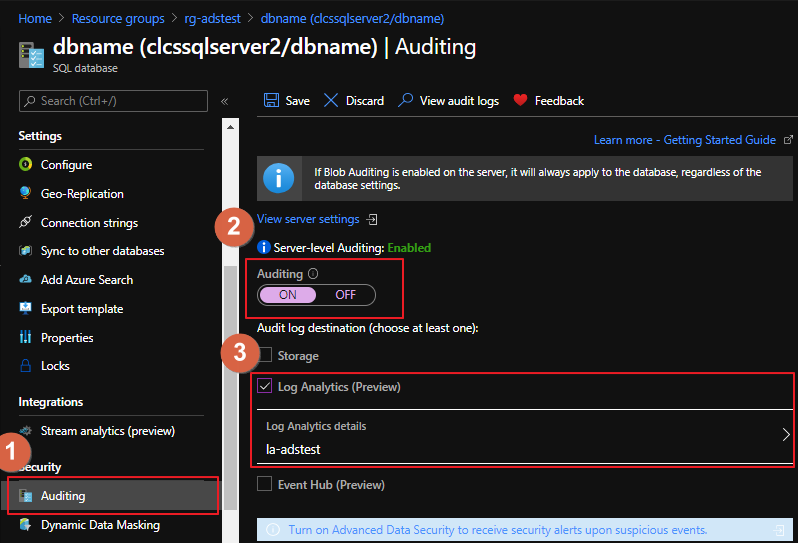 Home > Resource groups > rg-adstest > dbname (clcssqlserver2/dbname)
dbname (clcssqlserver2/dbname) | Auditing
SQL database
Search (Ctrl+/)
«
Save
Discard
View audit logs
Feedback
Settings
Configure
Geo-Replication
Connection strings
Sync to other databases
Add Azure Search
Export template
Properties
Locks
Integrations
Stream analytics (preview)
1
Security
Auditing
Dynamic Data Masking
Learn more - Getting Started Guide
If Blob Auditing is enabled on the server, it will always apply to the database, regardless of the
database settings.
2
View server settings
Server-level Auditing: Enabled
Auditing
ON OFF
Audit log destination (choose at least one):
3
Storage
Log Analytics (Preview)
Log Analytics details
la-adstest
Event Hub (Preview)
Turn on Advanced Data Security to receive security alerts upon suspicious events.